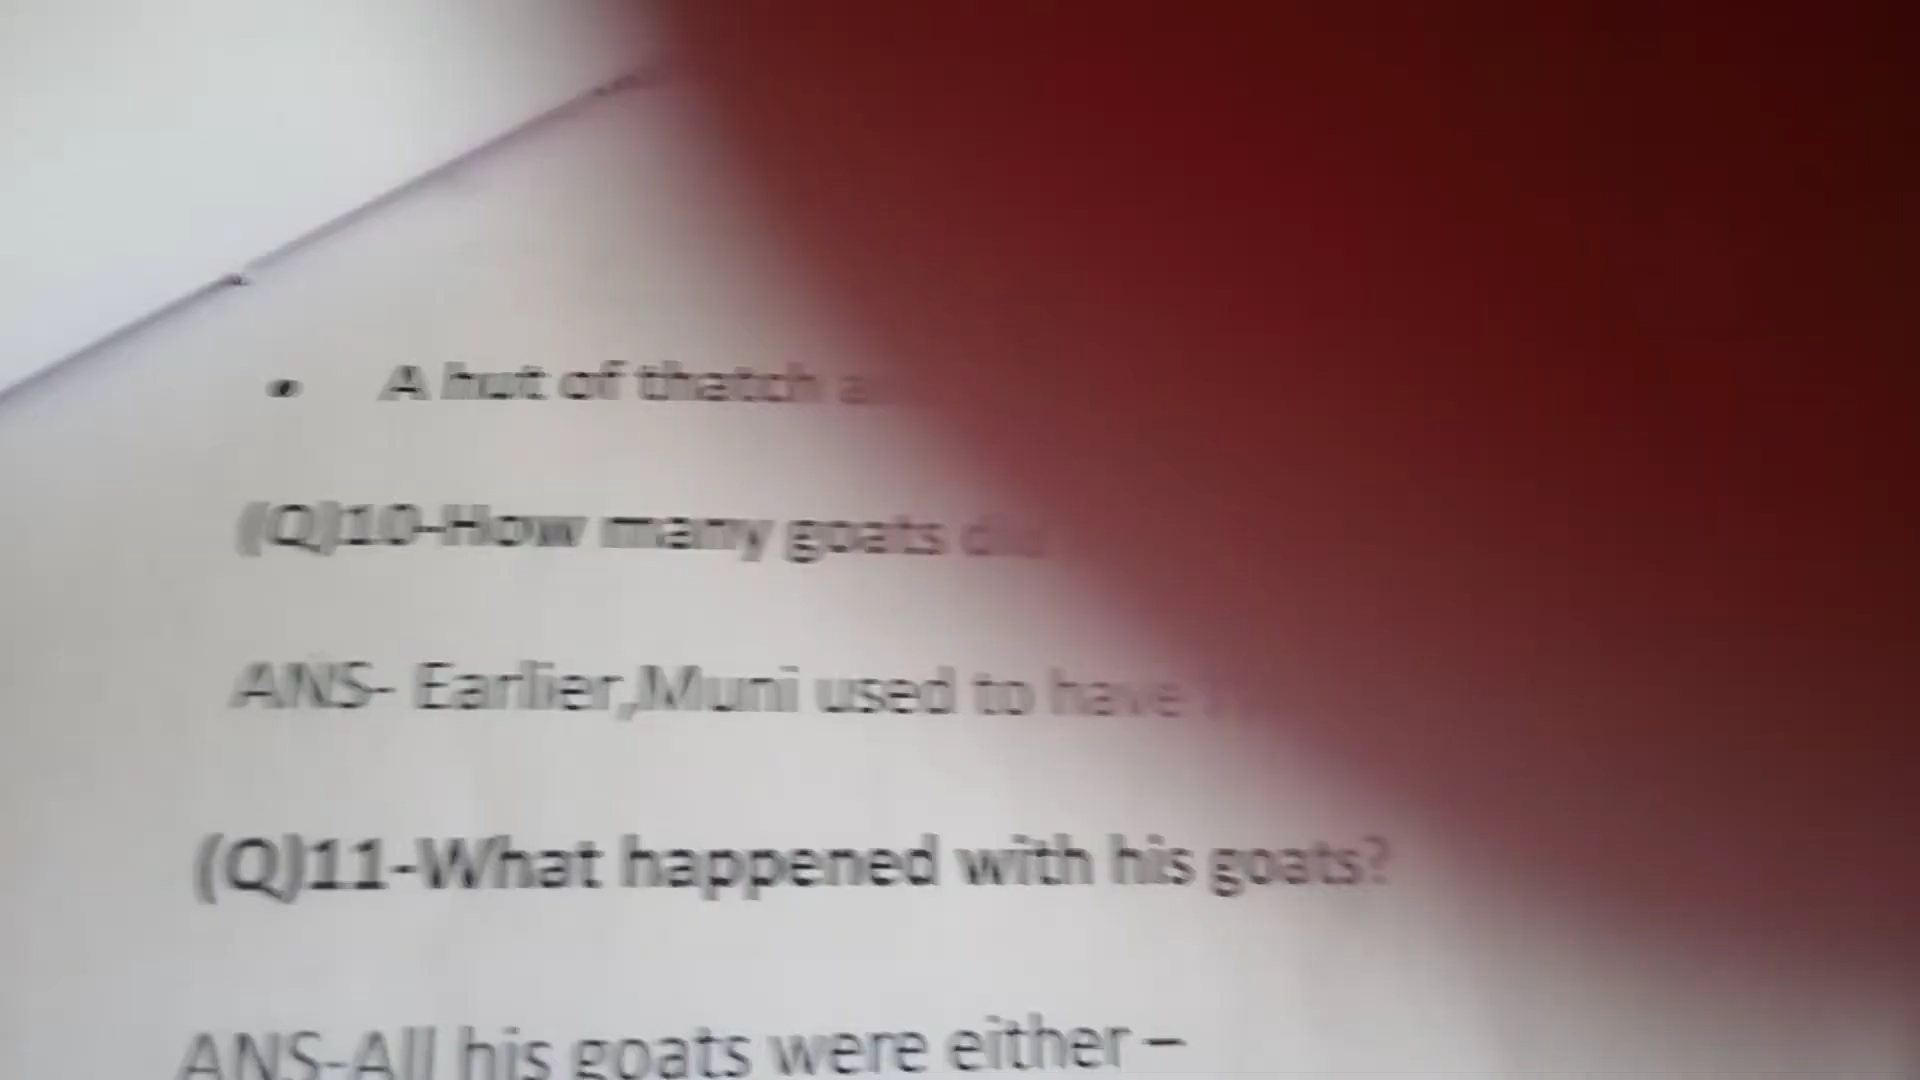 • A hut of thatch
(Q)10-How many goats did
ANS- Earlier,Muni used to have
(Q)11-What happened with his goats?
ANS-All his goats were either –